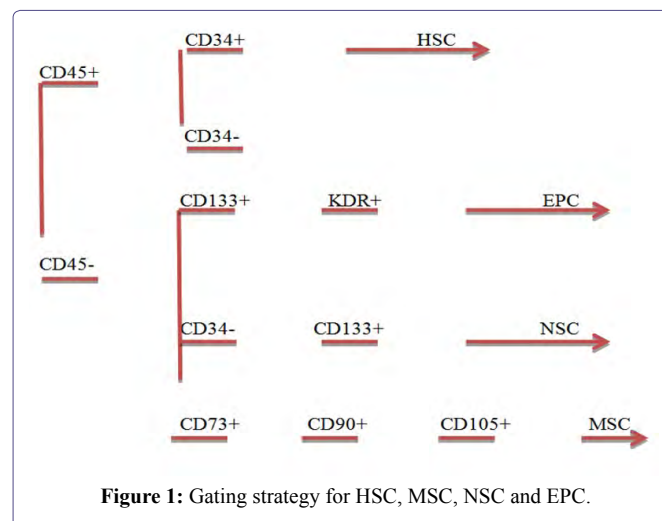 CD34+ HSC
CD45+
CD34-
CD133+ KDR+ EPC
CD45-
CD34- CD133+ NSC
CD73+ CD90+ CD105+ MSC
Figure 1: Gating strategy for HSC, MSC, NSC and EPC.